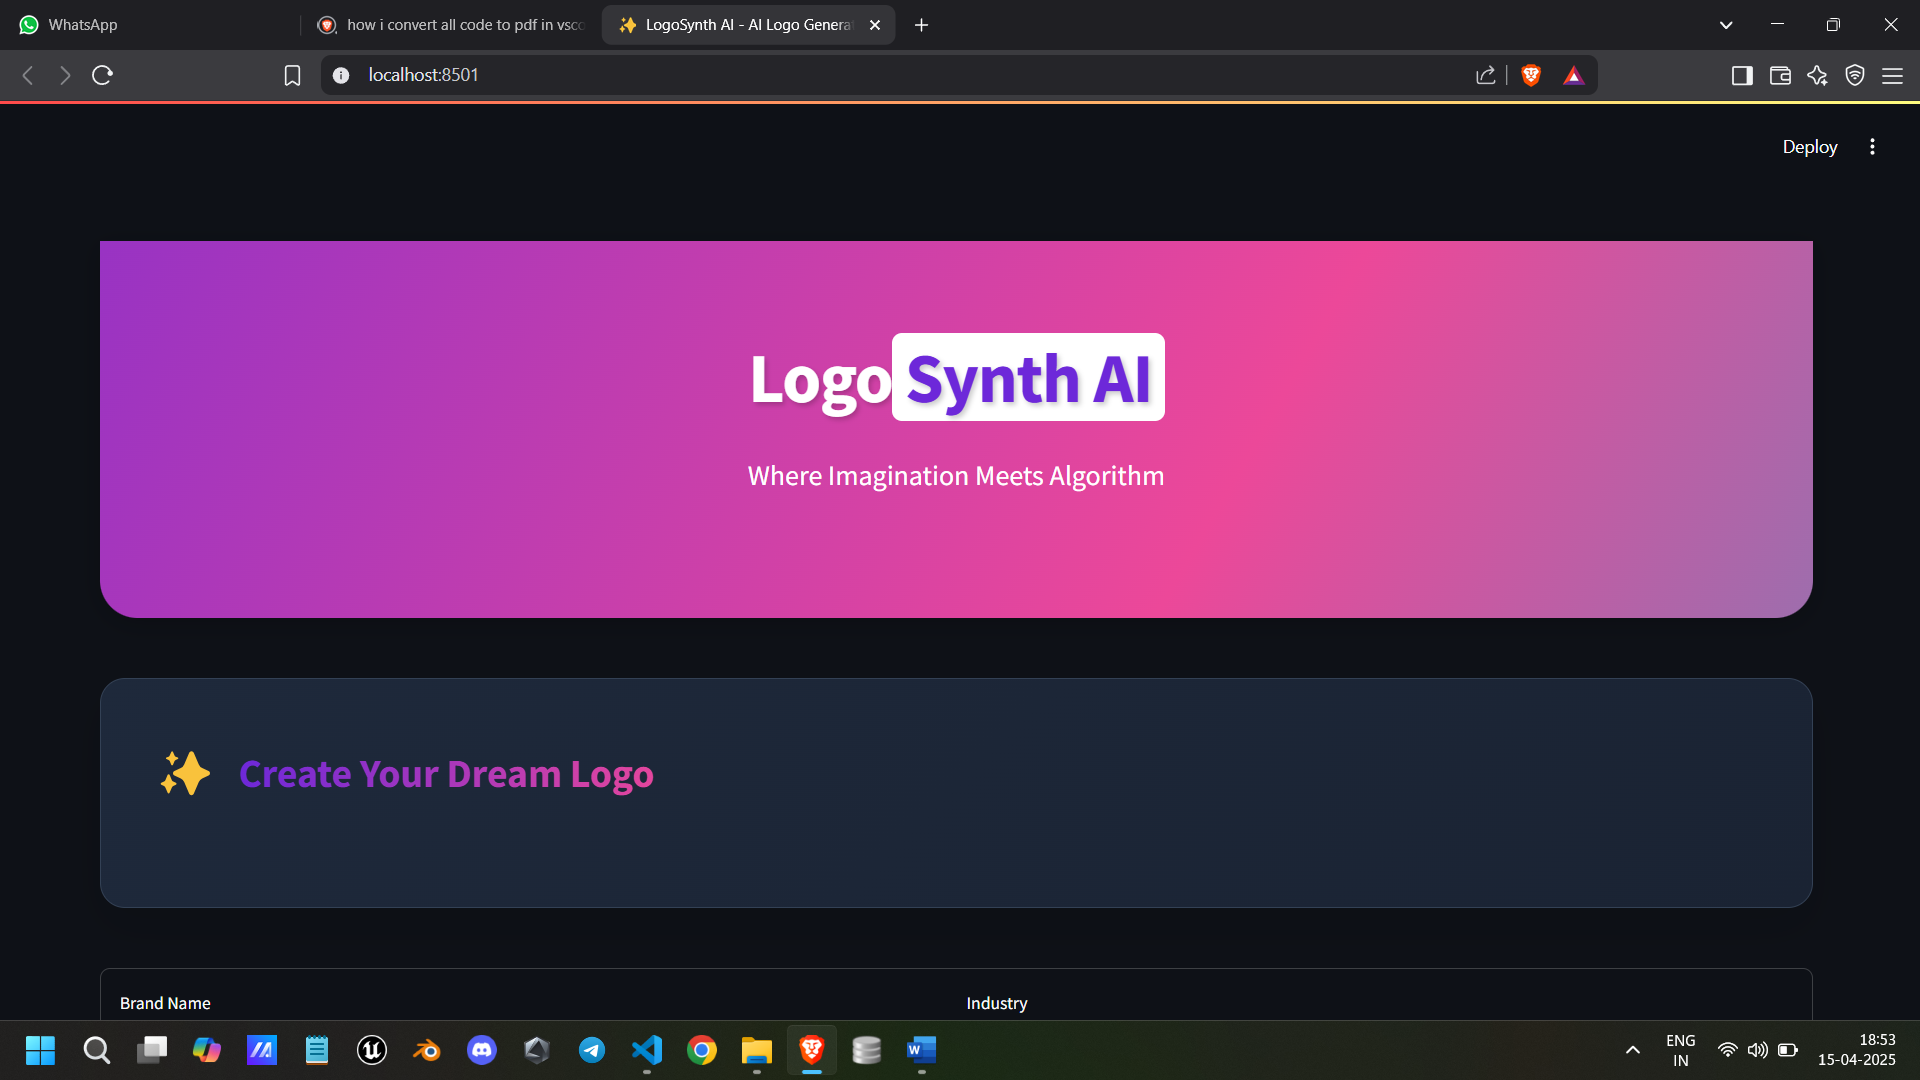 WhatsApp
how i convert all code to pdf in vsco
LogoSynth AI - AI Logo Genera
localhost:8501
Deploy
Logo Synth AI
Where Imagination Meets Algorithm
✨ Create Your Dream Logo
Brand Name
Industry
ENG
IN
18:53
15-04-2025